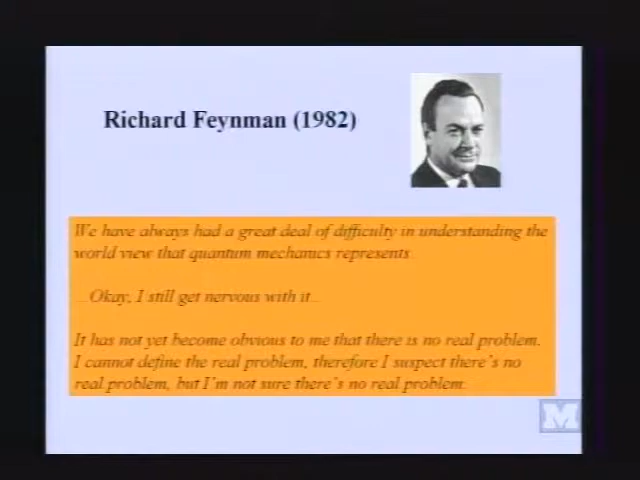 Richard Feynman (1982)
We have always had a great deal of difficulty in understanding the
world view that quantum mechanics represents.
...Okay, I still get nervous with it...
It has not yet become obvious to me that there is no real problem.
I cannot define the real problem, therefore I suspect there's no
real problem, but I'm not sure there's no real problem.
M